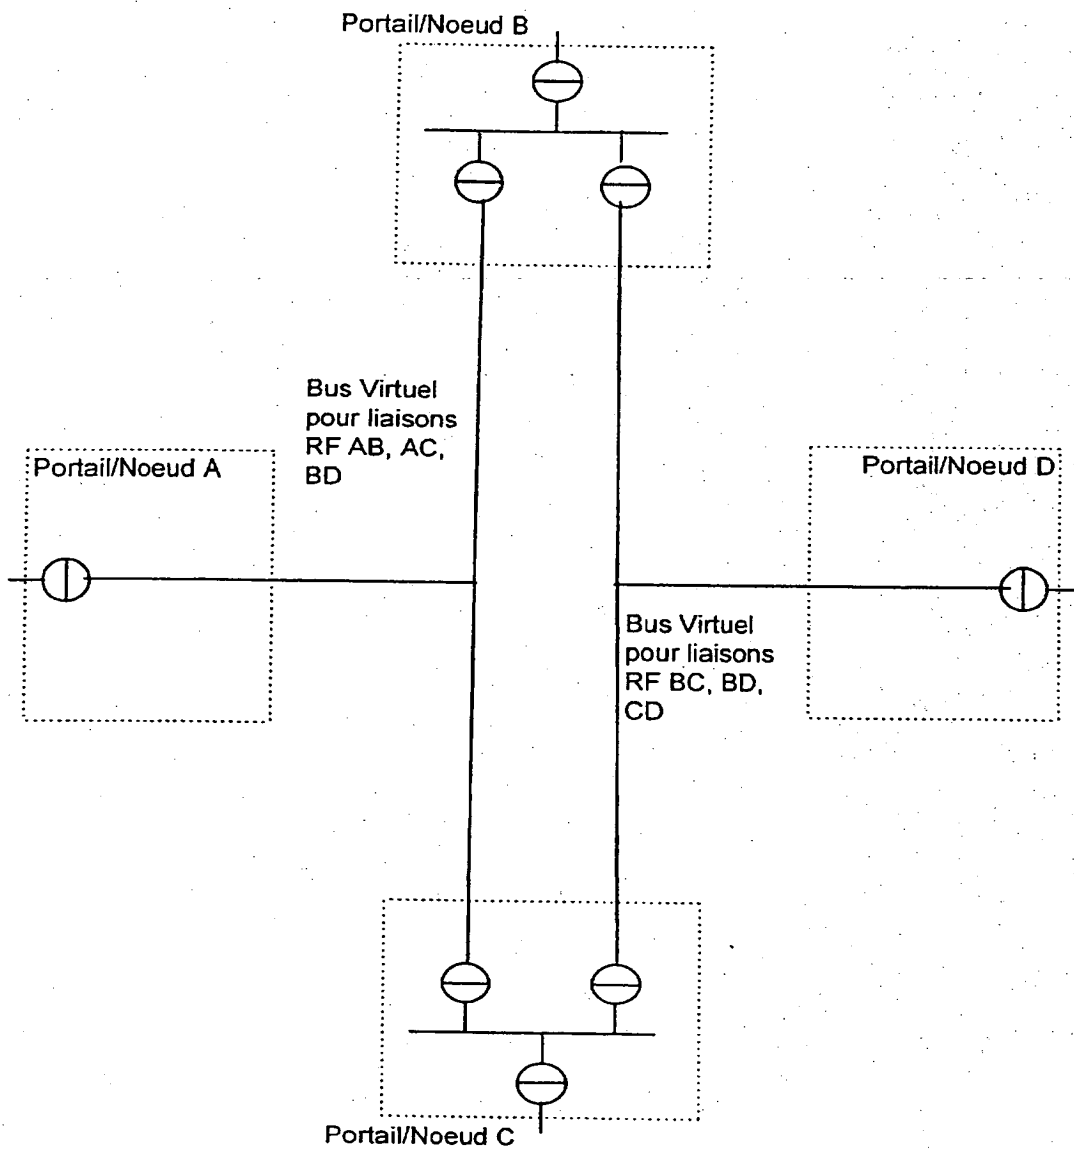 Portail/Noeud B
Bus Virtuel
pour liaisons
RF AB, AC,
BD
Portail/Noeud A
Portail/Noeud D
Bus Virtuel
pour liaisons
RF BC, BD,
CD
Portail/Noeud C